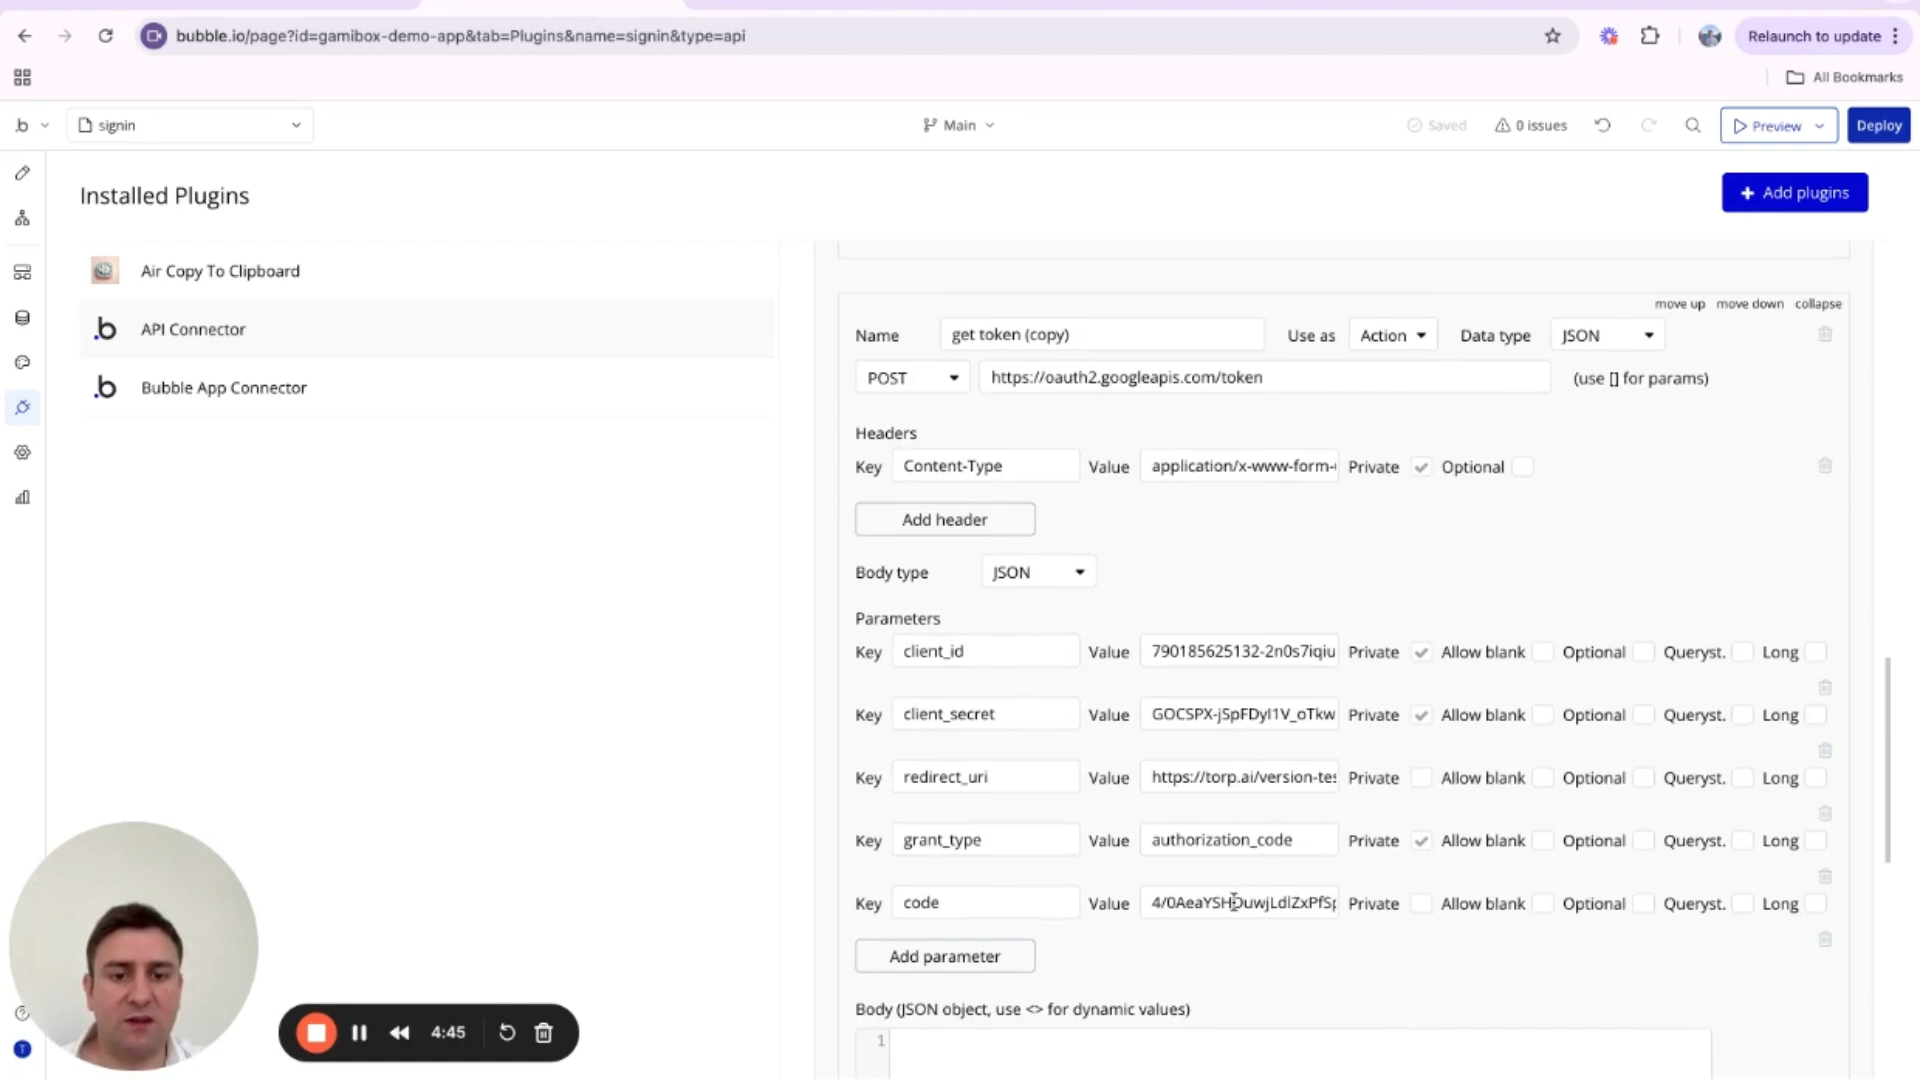 bubble.io/page?id=gamibox-demo-app&tab=Plugins&name=signin&type=api
Relaunch to update
All Bookmarks
signin
Main
Saved
0 issues
Preview
Deploy
Installed Plugins
+ Add plugins
Air Copy To Clipboard
API Connector
Bubble App Connector
move up move down collapse
Name get token (copy) Use as Action Data type JSON
POST https://oauth2.googleapis.com/token (use [] for params)
Headers
Key Content-Type Value application/x-www-form- Private Optional
Add header
Body type JSON
Parameters
Key client_id Value 790185625132-2n0s7iqiu Private Allow blank Optional Queryst. Long
Key client_secret Value GOCSPX-jSpFDyI1V_oTkw Private Allow blank Optional Queryst. Long
Key redirect_uri Value https://torp.ai/version-tes Private Allow blank Optional Queryst. Long
Key grant_type Value authorization_code Private Allow blank Optional Queryst. Long
Key code Value Private Allow blank Optional Queryst. Long
Add parameter
Body (JSON object, use <> for dynamic values)
1
4:45
T